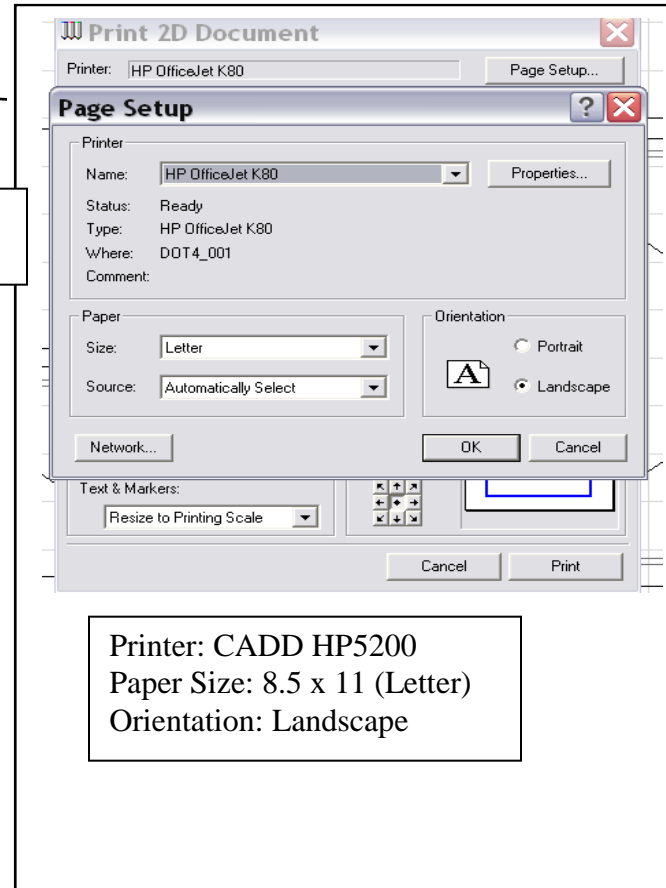 Print 2D Document
Printer: HP OfficeJet K80 Page Setup...
Page Setup
Printer
Name: HP OfficeJet K80 Properties...
Status: Ready
Type: HP OfficeJet K80
Where: DOT4_001
Comment:
Paper
Size: Letter
Source: Automatically Select
Orientation
Portrait
A
Landscape
Network... OK Cancel
Text & Markers:
Resize to Printing Scale
Cancel Print
Printer: CADD HP5200
Paper Size: 8.5 x 11 (Letter)
Orientation: Landscape